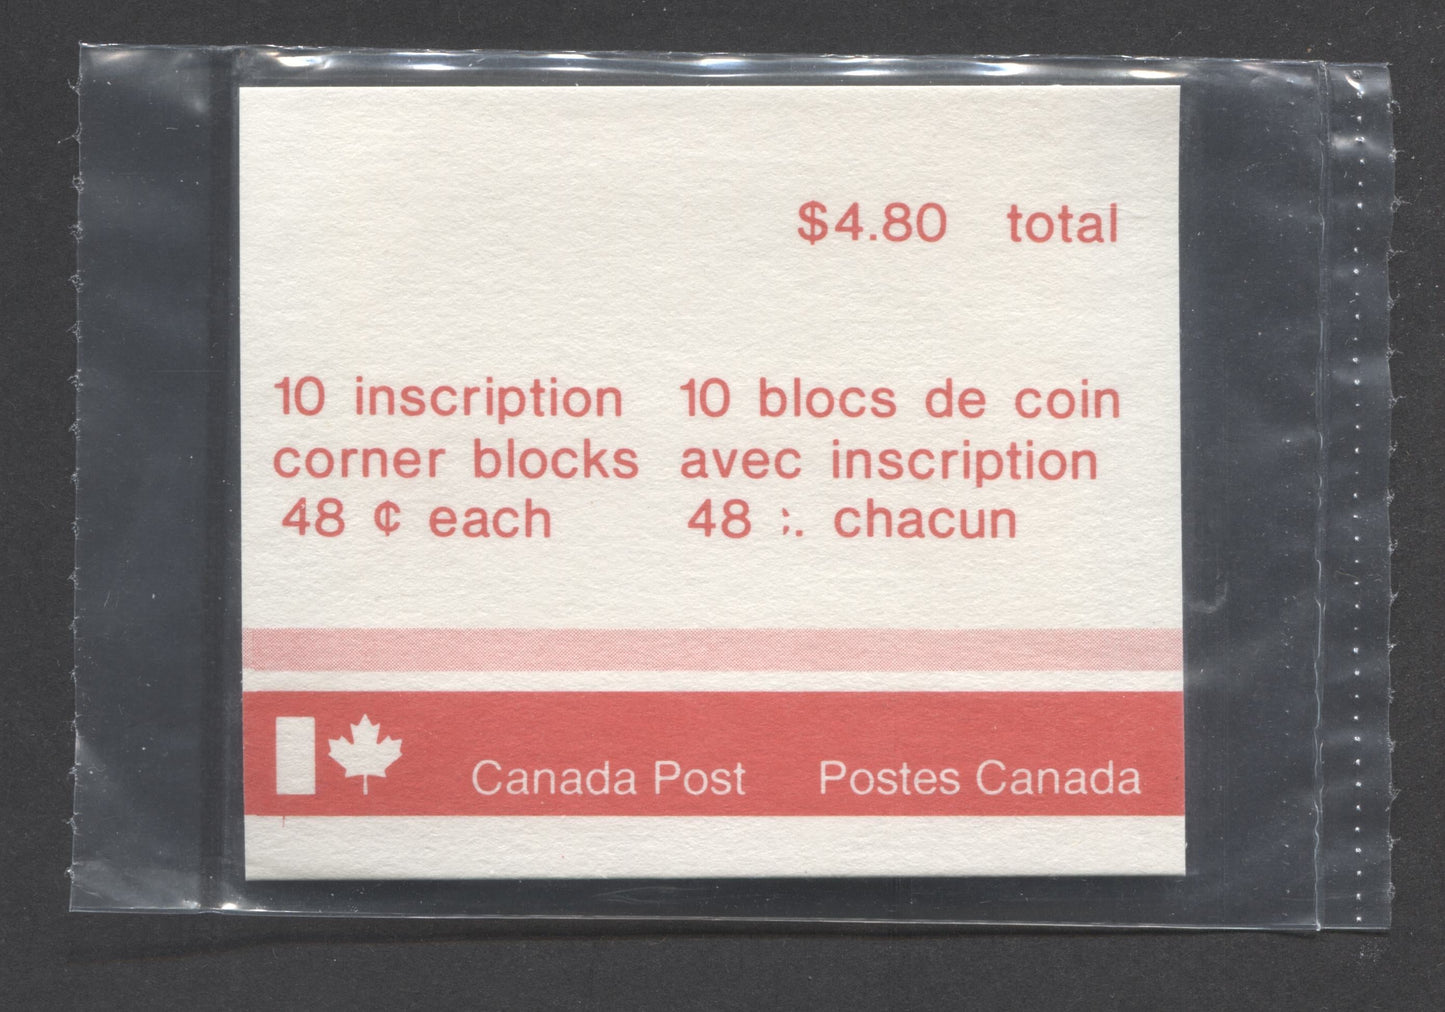 $4.80 total
10 inscription
corner blocks
48 ¢ each
10 blocs de coin
avec inscription
48 :. chacun
Canada Post Postes Canada